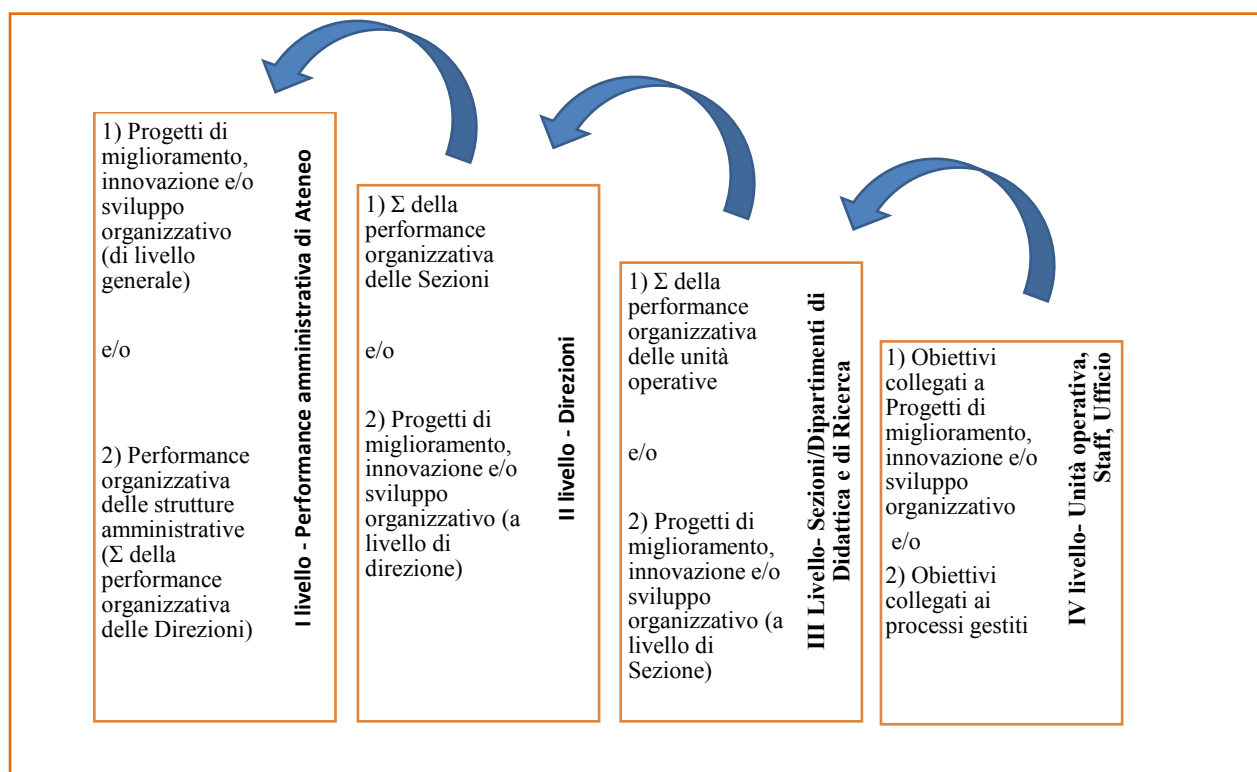 1) Progetti di
miglioramento,
innovazione e/o
sviluppo
organizzativo
(di livello
generale)
e/o
2) Performance
organizzativa
delle strutture
amministrative
(Σ della
performance
organizzativa
delle Direzioni)
I livello - Performance amministrativa di Ateneo
1) Σ della
performance
organizzativa
delle Sezioni
e/o
2) Progetti di
miglioramento,
innovazione e/o
sviluppo
organizzativo (a
livello di
direzione)
II livello - Direzioni
1) Σ della
performance
organizzativa
delle unità
operative
e/o
2) Progetti di
miglioramento,
innovazione e/o
sviluppo
organizzativo (a
livello di
Sezione)
III Livello- Sezioni/Dipartimenti di
Didattica e di Ricerca
1) Obiettivi
collegati a
Progetti di
miglioramento,
innovazione e/o
sviluppo
organizzativo
e/o
2) Obiettivi
collegati ai
processi gestiti
IV livello- Unità operativa,
Staff, Ufficio